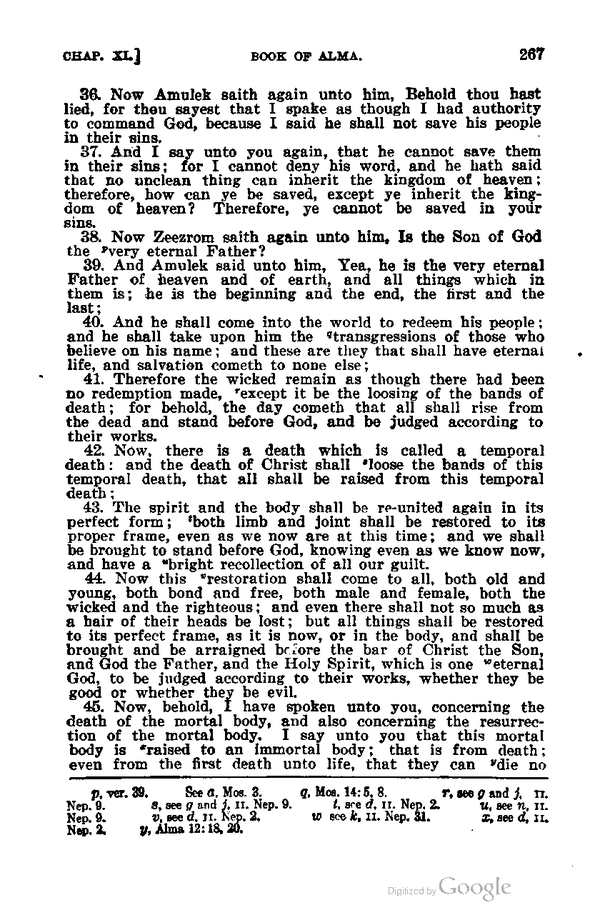 CHAP. XI.] BOOK OF ALMA. 267
36. Now Amulek saith again unto him, Behold thou hast
lied, for thou sayest that I spake as though I had authority
to command God, because I said he shall not save his people
in their sins.
37. And I say unto you again, that he cannot save them
in their sins; for I cannot deny his word, and he hath said
that no unclean thing can inherit the kingdom of heaven;
therefore, how can ye be saved, except ye inherit the king-
dom of heaven? Therefore, ye cannot be saved in your
sins.
38. Now Zeezrom saith again unto him, Is the Son of God
the ᵖvery eternal Father?
39. And Amulek said unto him, Yea, he is the very eternal
Father of heaven and of earth, and all things which in
them is; he is the beginning and the end, the first and the
last;
40. And he shall come into the world to redeem his people;
and he shall take upon him the qtransgressions of those who
believe on his name; and these are they that shall have eternal
life, and salvation cometh to none else;
41. Therefore the wicked remain as though there had been
no redemption made, ʳexcept it be the loosing of the bands of
death; for behold, the day cometh that all shall rise from
the dead and stand before God, and be judged according to
their works.
42. Now, there is a death which is called a temporal
death: and the death of Christ shall ˢloose the bands of this
temporal death, that all shall be raised from this temporal
death;
43. The spirit and the body shall be re-united again in its
perfect form; ᵗboth limb and joint shall be restored to its
proper frame, even as we now are at this time; and we shall
be brought to stand before God, knowing even as we know now,
and have a ᵘbright recollection of all our guilt.
44. Now this ᵛrestoration shall come to all, both old and
young, both bond and free, both male and female, both the
wicked and the righteous; and even there shall not so much as
a hair of their heads be lost; but all things shall be restored
to its perfect frame, as it is now, or in the body, and shall be
brought and be arraigned before the bar of Christ the Son,
and God the Father, and the Holy Spirit, which is one ʷeternal
God, to be judged according to their works, whether they be
good or whether they be evil.
45. Now, behold, I have spoken unto you, concerning the
death of the mortal body, and also concerning the resurrec-
tion of the mortal body. I say unto you that this mortal
body is ˣraised to an immortal body; that is from death;
even from the first death unto life, that they can ʸdie no
p, ver. 39. See a, Mos. 3. q, Mos. 14:5, 8. r, see g and j, II.
Nep. 9. s, see g and j, II. Nep. 9. t, see d, II. Nep. 2. u, see n, II.
Nep. 9. v, see d, II. Nep. 2. w see k, II. Nep. 31. x, see d, II.
Nep. 2. y, Alma 12:18, 20.
Digitized by Google